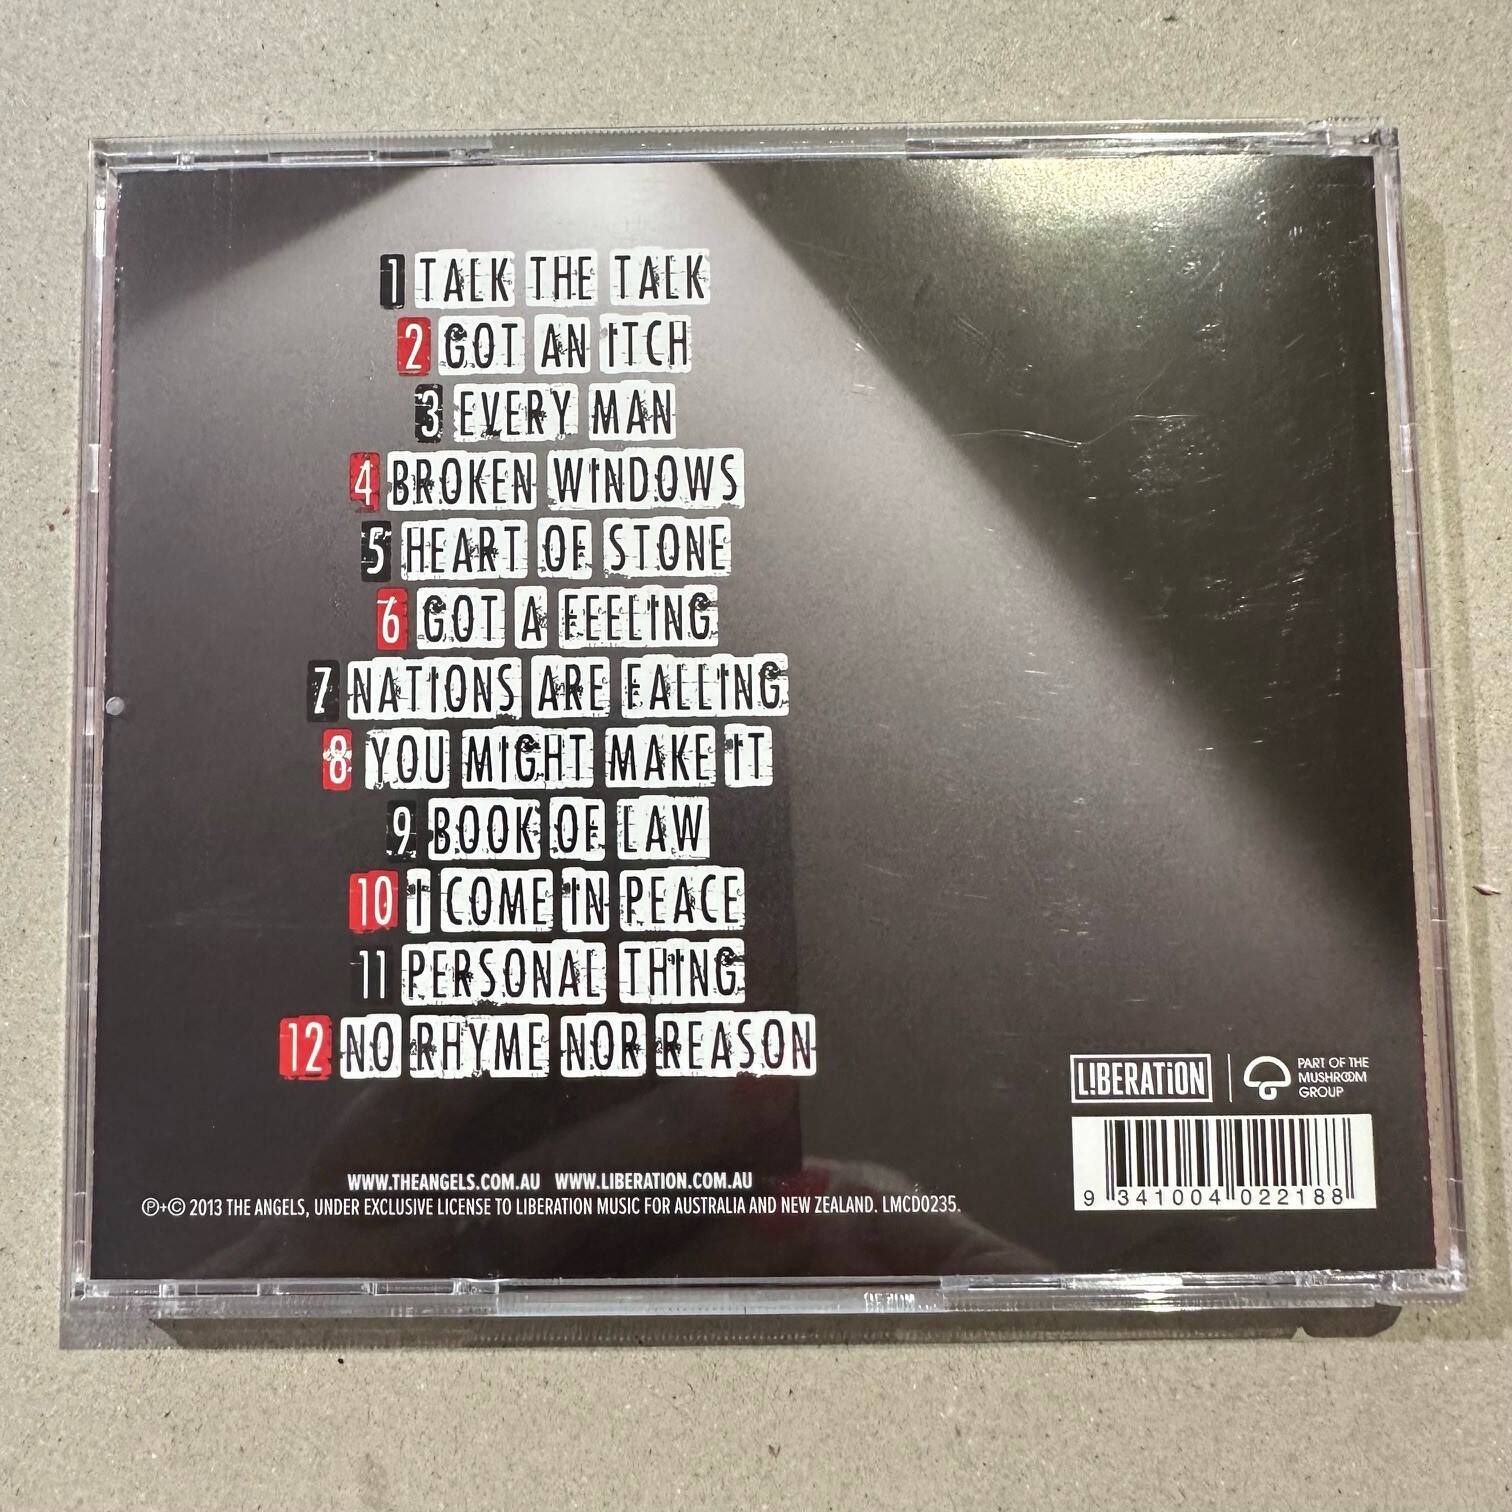 1 TALK THE TALK
2 GOT AN ITCH
3 EVERY MAN
4 BROKEN WINDOWS
5 HEART OF STONE
6 GOT A FEELING
7 NATIONS ARE FALLING
8 YOU MIGHT MAKE IT
9 BOOK OF LAW
10 I COME IN PEACE
11 PERSONAL THING
12 NO RHYME NOR REASON
WWW.THEANGELS.COM.AU WWW.LIBERATION.COM.AU
℗+© 2013 THE ANGELS, UNDER EXCLUSIVE LICENSE TO LIBERATION MUSIC FOR AUSTRALIA AND NEW ZEALAND. LMCD0235.
L!BERATiON
PART OF THE
MUSHROOM
GROUP
9 341004 022188